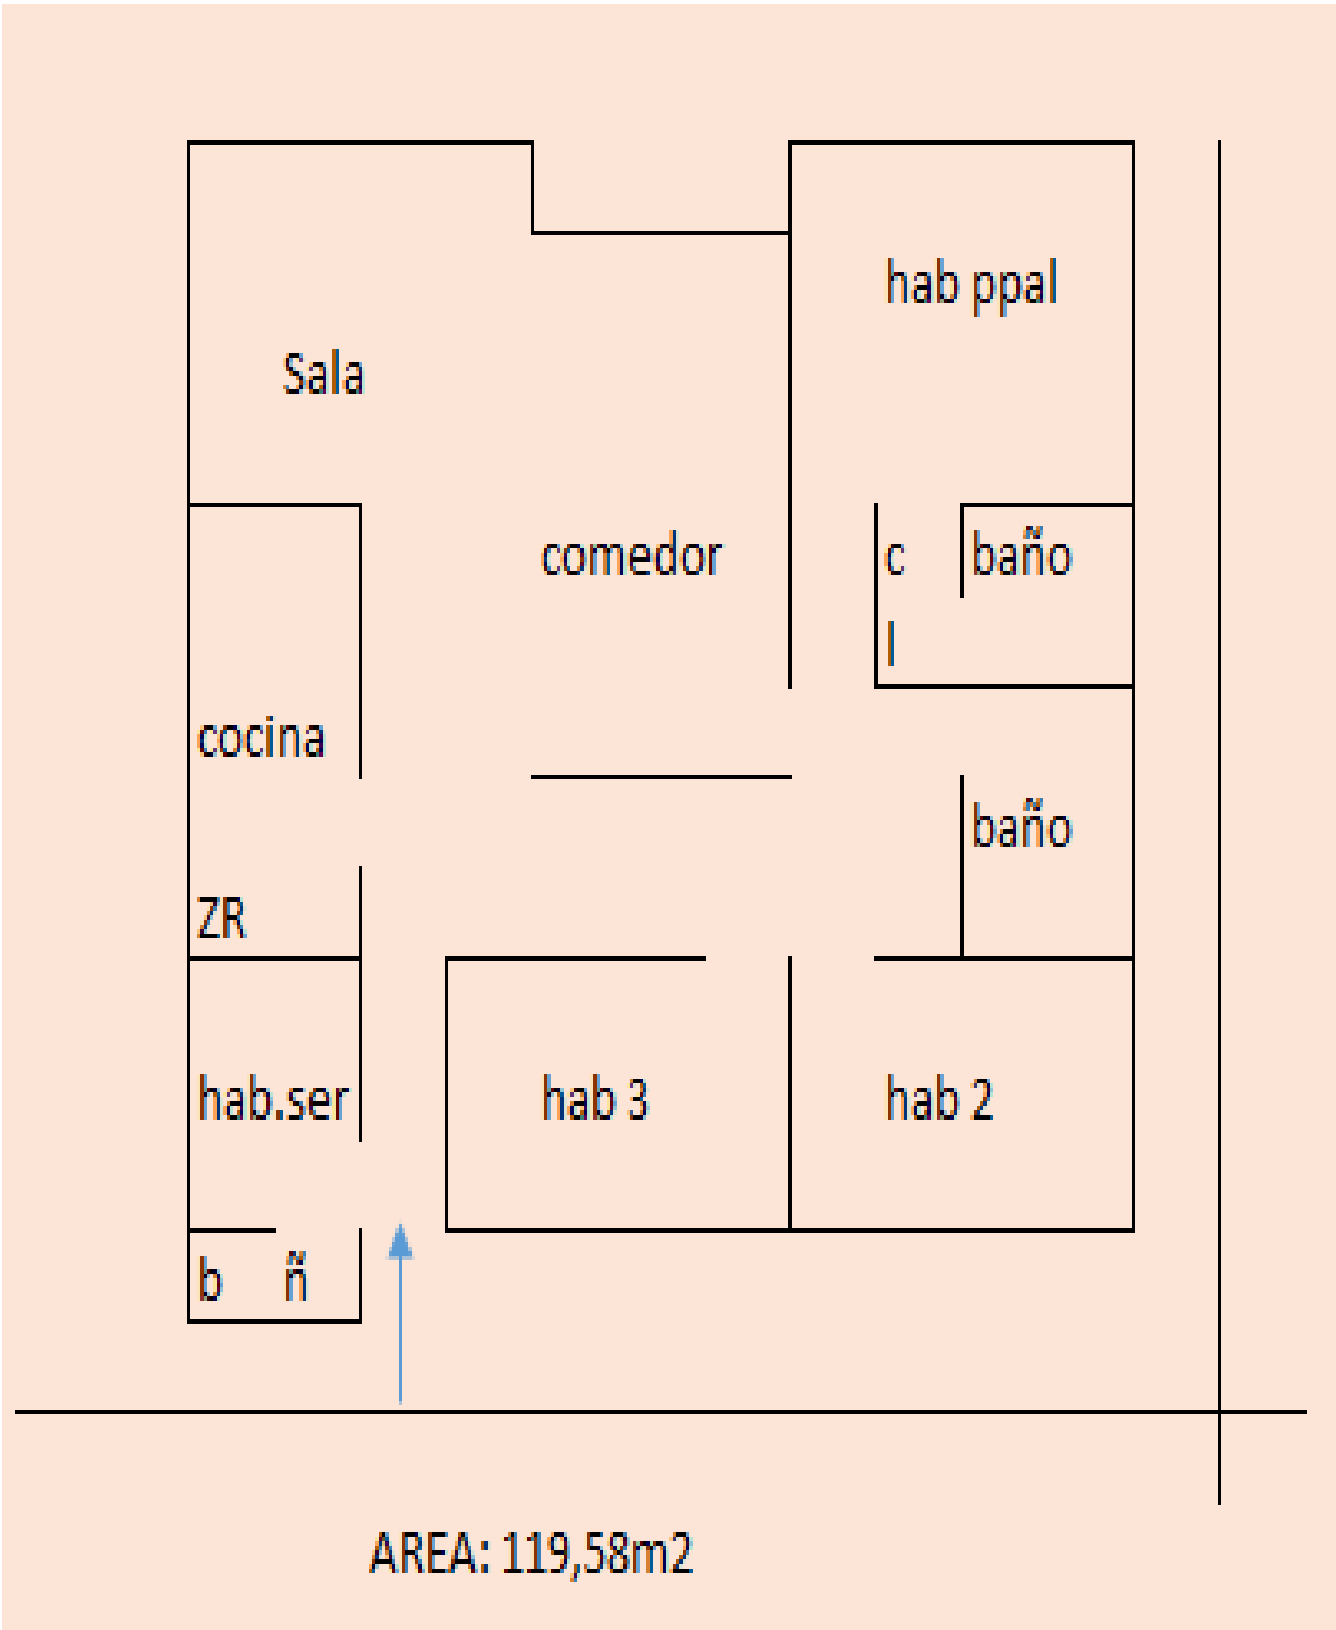 hab ppal
Sala
comedor
c
baño
l
cocina
baño
ZR
hab.ser
hab 3
hab 2
b ñ
AREA: 119,58m2